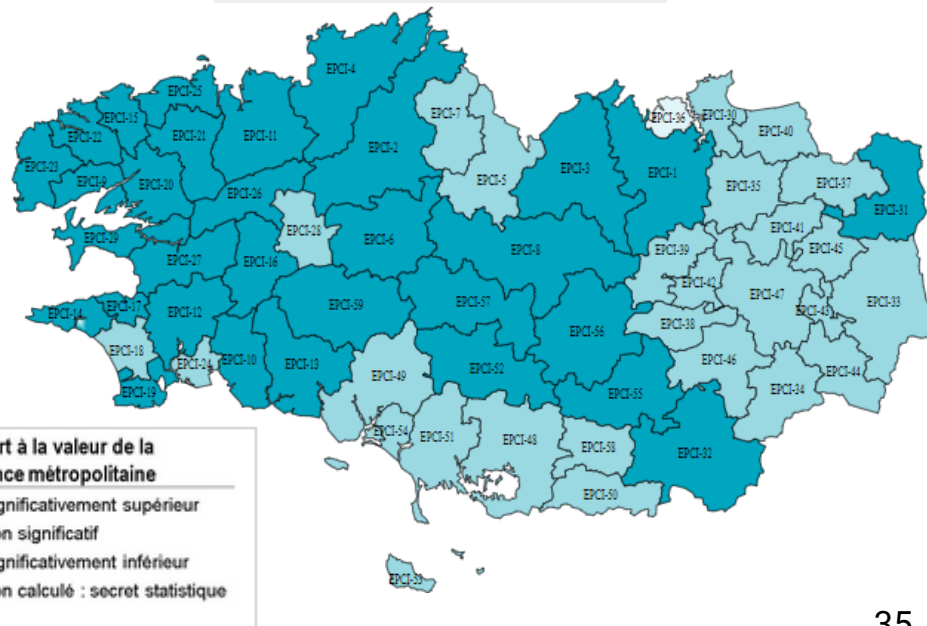 EPCI-4
EPCI-25
EPCI-7
EPCI-15
EPCI-36
EPCI-30
EPCI-22
EPCI-21
EPCI-11
EPCI-40
EPCI-2
EPCI-23
EPCI-3
EPCI-1
EPCI-9
EPCI-20
EPCI-5
EPCI-35
EPCI-37
EPCI-26
EPCI-31
EPCI-28
EPCI-41
EPCI-29
EPCI-6
EPCI-8
EPCI-39
EPCI-45
EPCI-27
EPCI-16
EPCI-42
EPCI-47
EPCI-57
EPCI-59
EPCI-33
EPCI-17
EPCI-14
EPCI-12
EPCI-43
EPCI-38
EPCI-56
EPCI-18
EPCI-24
EPCI-10
EPCI-13
EPCI-52
EPCI-46
EPCI-49
EPCI-44
EPCI-19
EPCI-55
EPCI-34
EPCI-54
EPCI-51
EPCI-48
EPCI-58
EPCI-32
EPCI-50
rt à la valeur de la
nce métropolitaine
gnificativement supérieur
on significatif
gnificativement inférieur
on calculé : secret statistique
EPCI-53
35